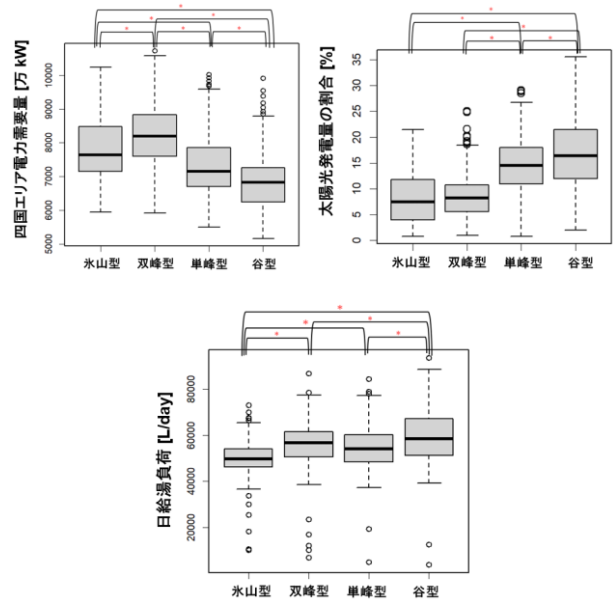 * * * * * *
四国エリア電力需要量 [万 kW]
10000
9000
8000
7000
6000
5000
氷山型 双峰型 単峰型 谷型
* * * * *
太陽光発電量の割合 [%]
35
30
25
20
15
10
5
0
氷山型 双峰型 単峰型 谷型
* * * * *
日給湯負荷 [L/day]
80000
60000
40000
20000
氷山型 双峰型 単峰型 谷型